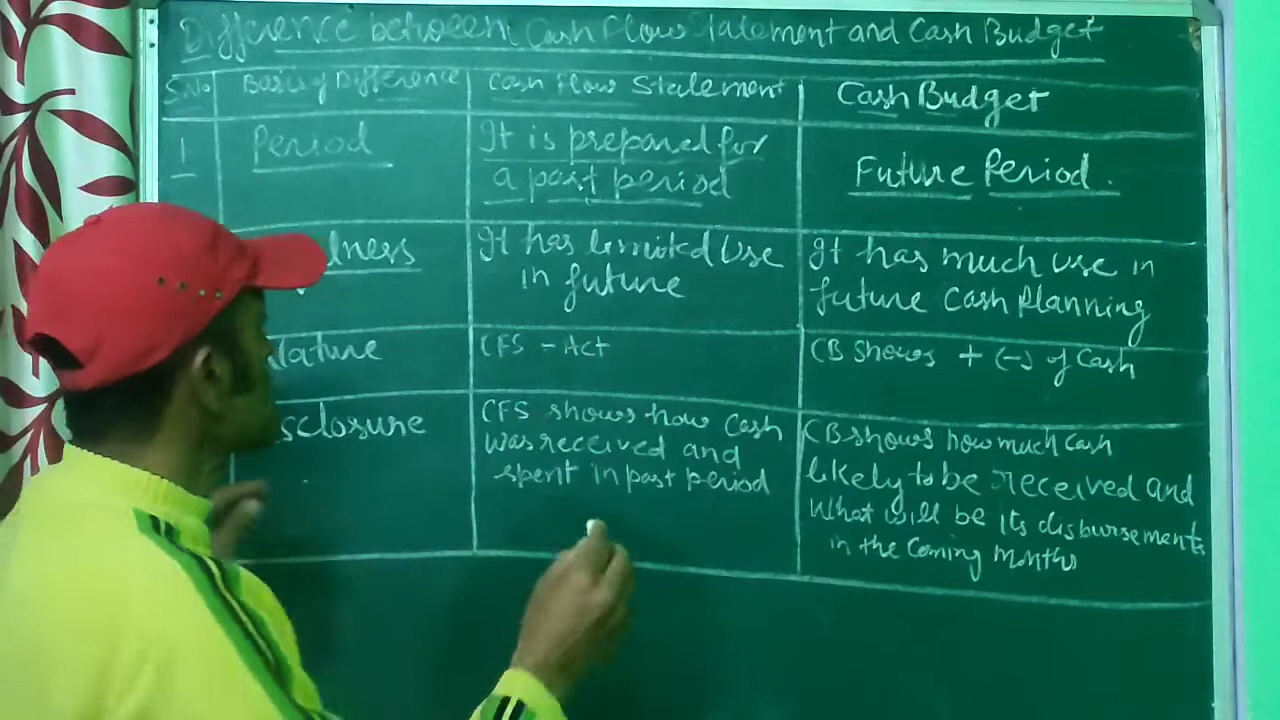 Difference between Cash Flow Statement and Cash Budget
S.No
Basis of Difference
Cash Flow Statement
Cash Budget
1
Period
It is prepared for
a past period
Future Period.
lness
It has limited Use
in future
It has much use in
future Cash Planning
Nature
CFS - Act
CB shows + (-) of Cash
sclosure
CFS shows how Cash
was received and
spent in past period
CB shows how much cash
likely to be received and
What will be its disbursements
in the Coming Months